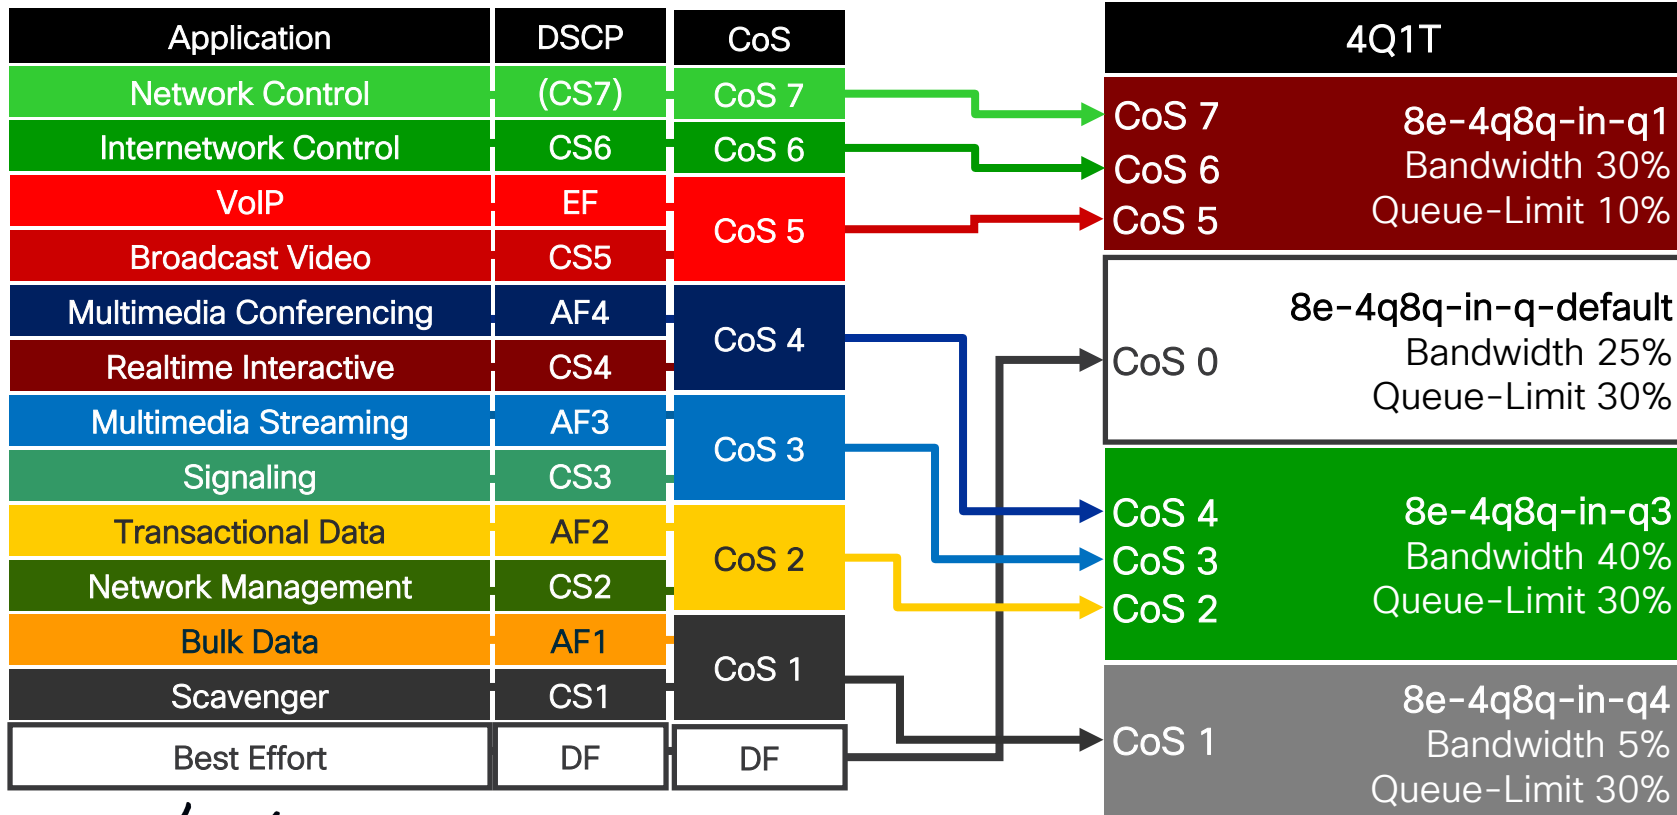 Application DSCP CoS
Network Control (CS7) CoS 7
Internetwork Control CS6 CoS 6
VoIP EF CoS 5
Broadcast Video CS5
Multimedia Conferencing AF4 CoS 4
Realtime Interactive CS4
Multimedia Streaming AF3 CoS 3
Signaling CS3
Transactional Data AF2 CoS 2
Network Management CS2
Bulk Data AF1 CoS 1
Scavenger CS1
Best Effort DF DF
4Q1T
CoS 7
CoS 6
CoS 5
8e-4q8q-in-q1
Bandwidth 30%
Queue-Limit 10%
CoS 0
8e-4q8q-in-q-default
Bandwidth 25%
Queue-Limit 30%
CoS 4
CoS 3
CoS 2
8e-4q8q-in-q3
Bandwidth 40%
Queue-Limit 30%
CoS 1
8e-4q8q-in-q4
Bandwidth 5%
Queue-Limit 30%